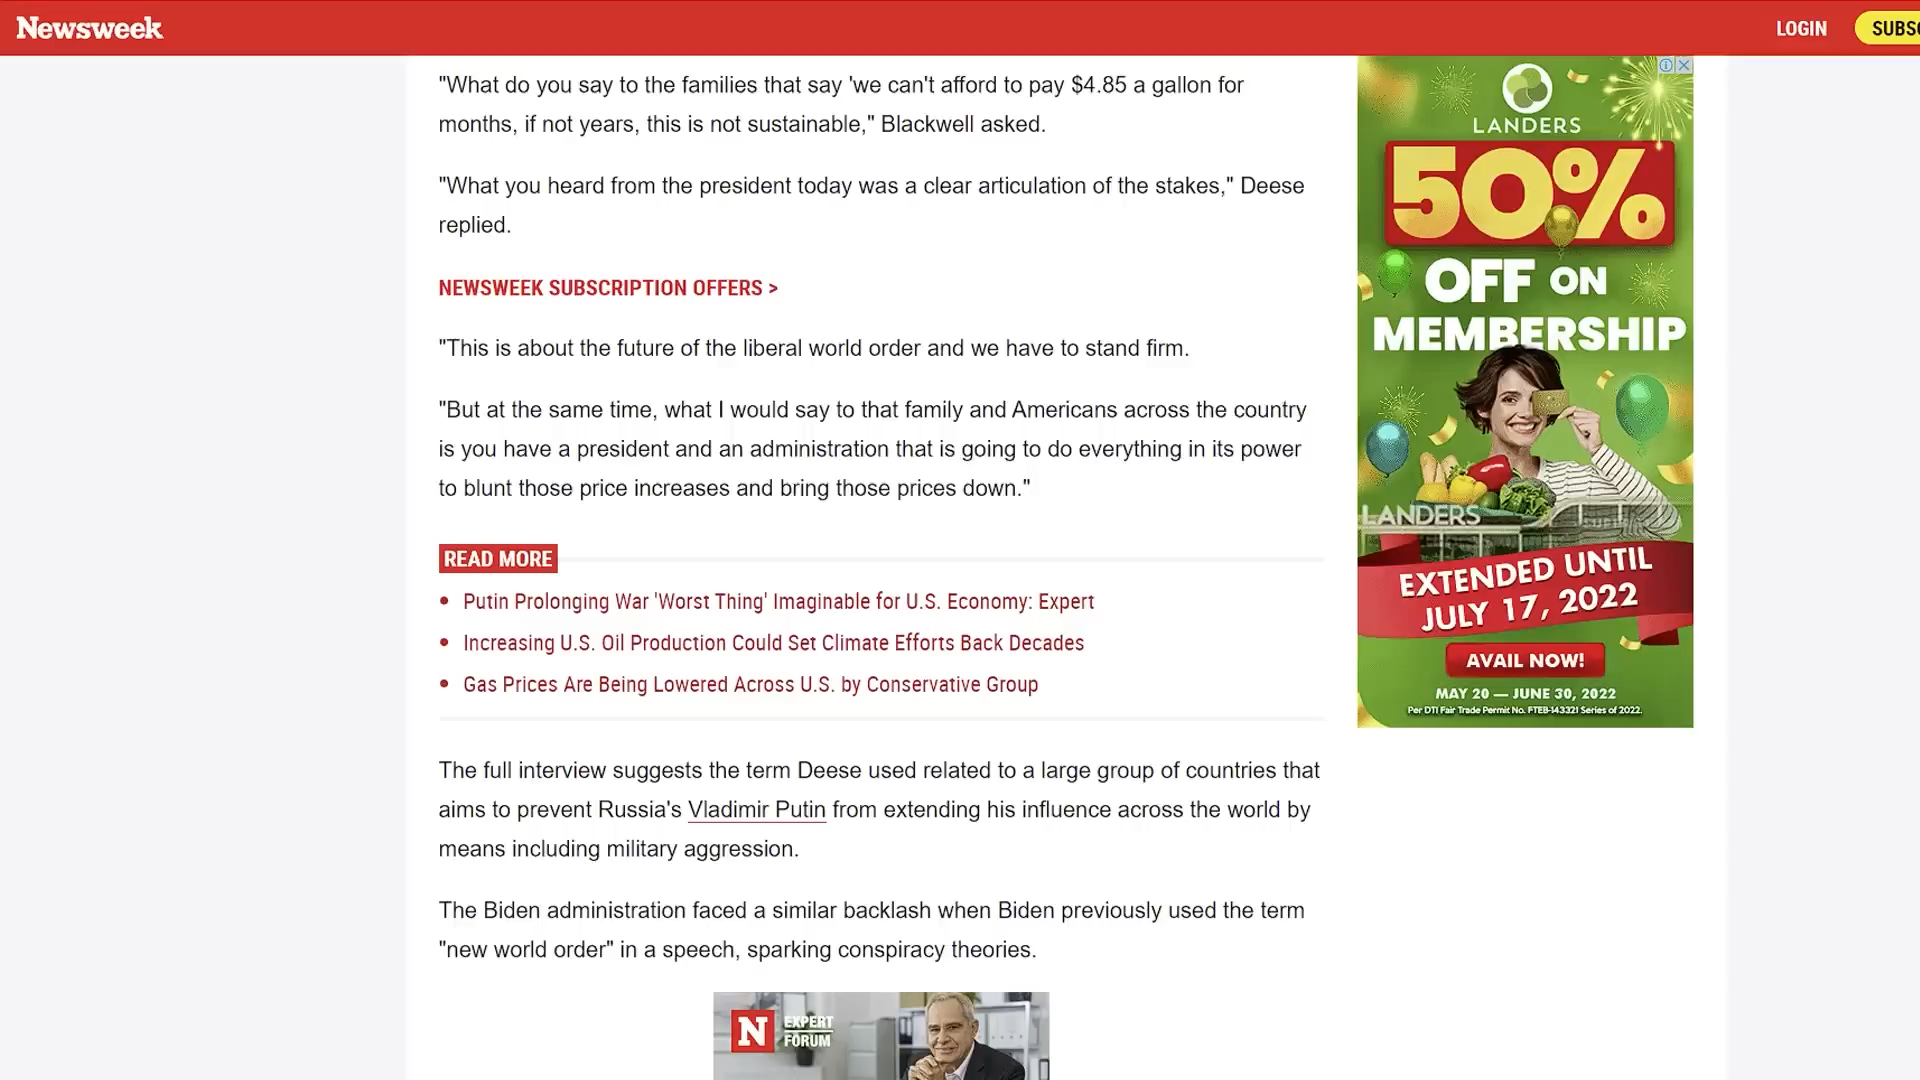 Newsweek
LOGIN
SUBSC
"What do you say to the families that say 'we can't afford to pay $4.85 a gallon for
months, if not years, this is not sustainable," Blackwell asked.
"What you heard from the president today was a clear articulation of the stakes," Deese
replied.
NEWSWEEK SUBSCRIPTION OFFERS >
"This is about the future of the liberal world order and we have to stand firm.
"But at the same time, what I would say to that family and Americans across the country
is you have a president and an administration that is going to do everything in its power
to blunt those price increases and bring those prices down."
READ MORE
• Putin Prolonging War 'Worst Thing' Imaginable for U.S. Economy: Expert
• Increasing U.S. Oil Production Could Set Climate Efforts Back Decades
• Gas Prices Are Being Lowered Across U.S. by Conservative Group
The full interview suggests the term Deese used related to a large group of countries that
aims to prevent Russia's Vladimir Putin from extending his influence across the world by
means including military aggression.
The Biden administration faced a similar backlash when Biden previously used the term
"new world order" in a speech, sparking conspiracy theories.
N EXPERT
FORUM
LANDERS
50%
OFF ON
MEMBERSHIP
LANDERS
EXTENDED UNTIL
JULY 17, 2022
AVAIL NOW!
MAY 20 — JUNE 30, 2022
Per DTI Fair Trade Permit No. FTEB-143321 Series of 2022.